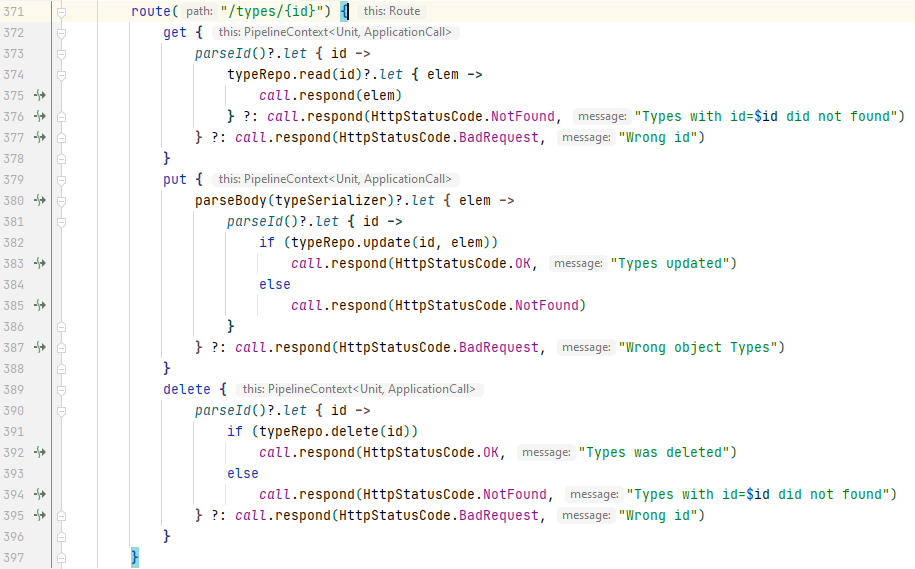 371 route( path: "/types/{id}") { this: Route
372 get { this: PipelineContext<Unit, ApplicationCall>
373 parseId()?.let { id ->
374 typeRepo.read(id)?.let { elem ->
375 call.respond(elem)
376 } ?: call.respond(HttpStatusCode.NotFound, message: "Types with id=$id did not found")
377 } ?: call.respond(HttpStatusCode.BadRequest, message: "Wrong id")
378 }
379 put { this: PipelineContext<Unit, ApplicationCall>
380 parseBody(typeSerializer)?.let { elem ->
381 parseId()?.let { id ->
382 if (typeRepo.update(id, elem))
383 call.respond(HttpStatusCode.OK, message: "Types updated")
384 else
385 call.respond(HttpStatusCode.NotFound)
386 }
387 } ?: call.respond(HttpStatusCode.BadRequest, message: "Wrong object Types")
388 }
389 delete { this: PipelineContext<Unit, ApplicationCall>
390 parseId()?.let { id ->
391 if (typeRepo.delete(id))
392 call.respond(HttpStatusCode.OK, message: "Types was deleted")
393 else
394 call.respond(HttpStatusCode.NotFound, message: "Types with id=$id did not found")
395 } ?: call.respond(HttpStatusCode.BadRequest, message: "Wrong id")
396 }
397 }